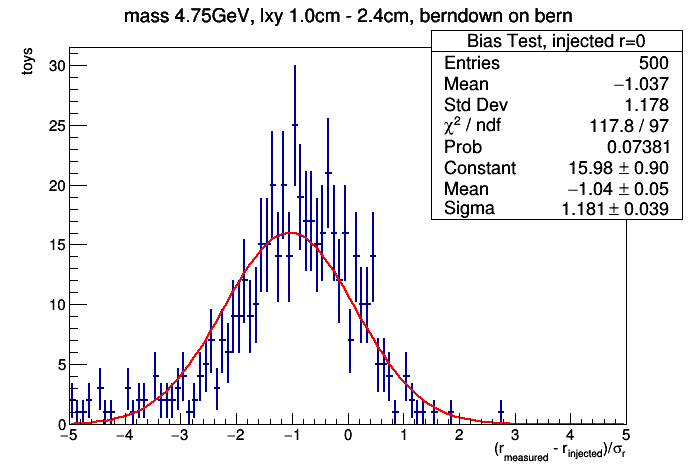 mass 4.75GeV, lxy 1.0cm - 2.4cm, berndown on bern
Bias Test, injected r=0
Entries 500
Mean −1.037
Std Dev 1.178
χ² / ndf 117.8 / 97
Prob 0.07381
Constant 15.98 ± 0.90
Mean −1.04 ± 0.05
Sigma 1.181 ± 0.039
toys
30
25
20
15
10
5
0
−5 −4 −3 −2 −1 0 1 2 3 4 5
(r_measured - r_injected)/σ_r